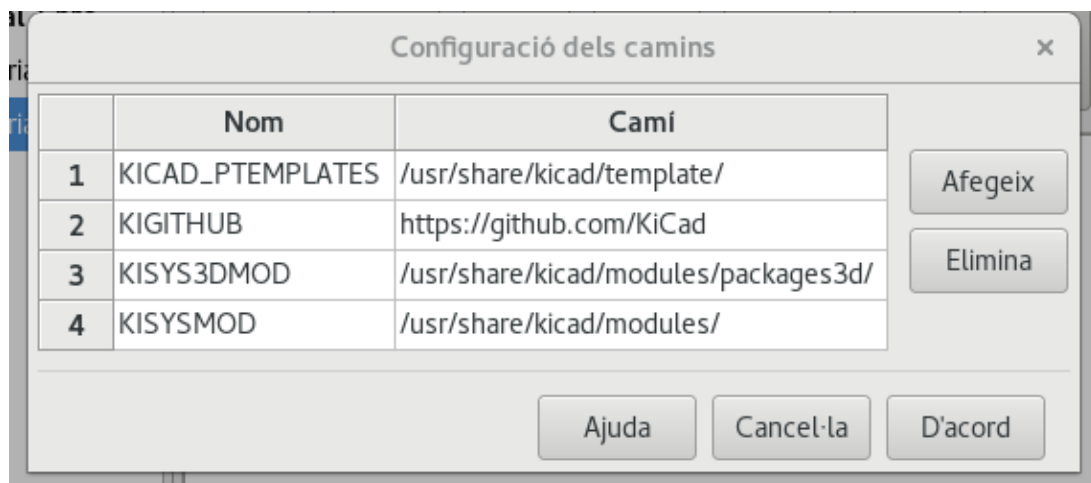 Configuració dels camins ×
Nom Camí
1 KICAD_PTEMPLATES /usr/share/kicad/template/
2 KIGITHUB https://github.com/KiCad
3 KISYS3DMOD /usr/share/kicad/modules/packages3d/
4 KISYSMOD /usr/share/kicad/modules/
Afegeix
Elimina
Ajuda Cancel·la D'acord